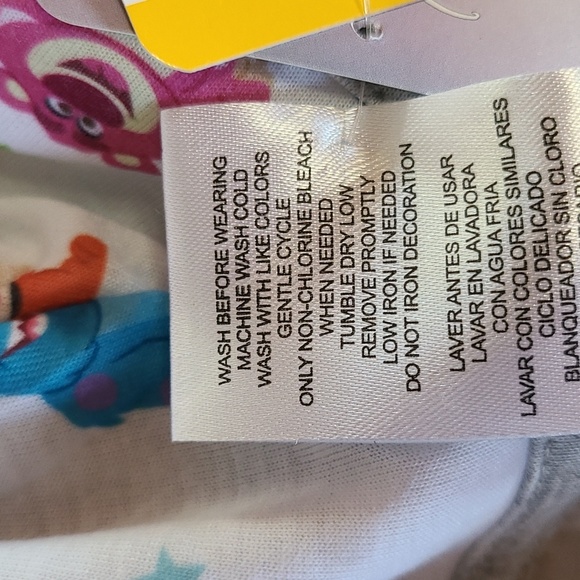 WASH BEFORE WEARING
MACHINE WASH COLD
WASH WITH LIKE COLORS
GENTLE CYCLE
ONLY NON-CHLORINE BLEACH
WHEN NEEDED
TUMBLE DRY LOW
REMOVE PROMPTLY
LOW IRON IF NEEDED
DO NOT IRON DECORATION
LAVER ANTES DE USAR
LAVAR EN LAVADORA
CON AGUA FRIA
LAVAR CON COLORES SIMILARES
CICLO DELICADO
BLANQUEADOR SIN CLORO